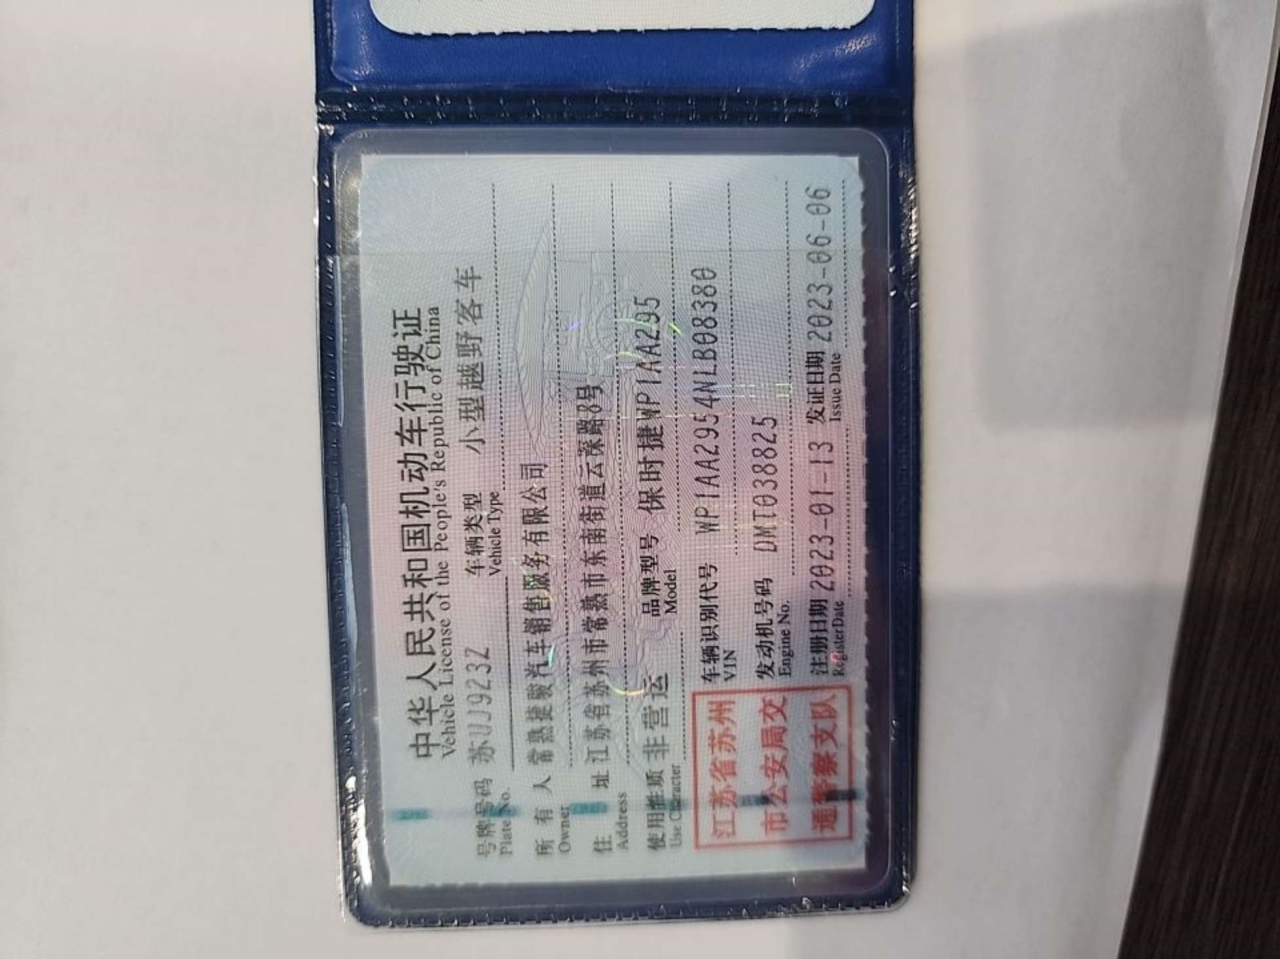 中华人民共和国机动车行驶证
Vehicle License of the People's Republic of China
号牌号码 苏UJ923Z 车辆类型 小型越野客车
Plate No. Vehicle Type
所有人 常熟捷骏汽车销售服务有限公司
Owner
住址 江苏省苏州市常熟市东南街道云深路8号
Address
使用性质 非营运 品牌型号 保时捷WP1AA295
Use Character Model
江苏省苏州
市公安局交
通警察支队
车辆识别代号 WP1AA2954NLB08380
VIN
发动机号码 DMT038825
Engine No.
注册日期 2023-01-13 发证日期 2023-06-06
Register Date Issue Date